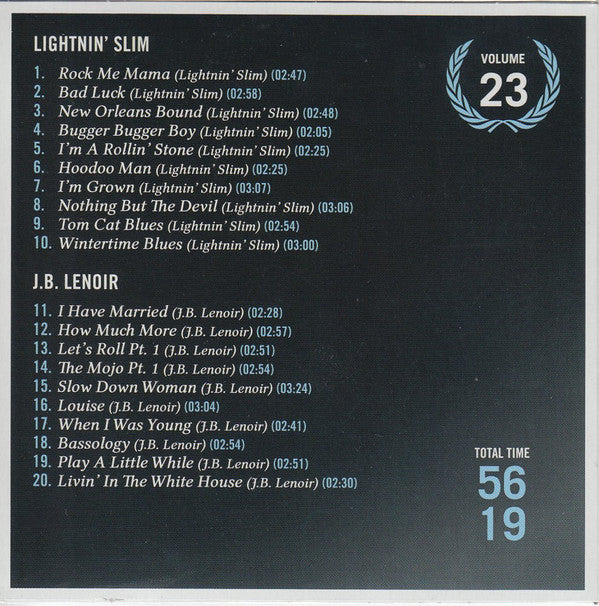 LIGHTNIN' SLIM
1. Rock Me Mama (Lightnin' Slim) (02:47)
2. Bad Luck (Lightnin' Slim) (02:58)
3. New Orleans Bound (Lightnin' Slim) (02:48)
4. Bugger Bugger Boy (Lightnin' Slim) (02:05)
5. I'm A Rollin' Stone (Lightnin' Slim) (02:25)
6. Hoodoo Man (Lightnin' Slim) (02:25)
7. I'm Grown (Lightnin' Slim) (03:07)
8. Nothing But The Devil (Lightnin' Slim) (03:06)
9. Tom Cat Blues (Lightnin' Slim) (02:54)
10. Wintertime Blues (Lightnin' Slim) (03:00)
J.B. LENOIR
11. I Have Married (J.B. Lenoir) (02:28)
12. How Much More (J.B. Lenoir) (02:57)
13. Let's Roll Pt. 1 (J.B. Lenoir) (02:51)
14. The Mojo Pt. 1 (J.B. Lenoir) (02:54)
15. Slow Down Woman (J.B. Lenoir) (03:24)
16. Louise (J.B. Lenoir) (03:04)
17. When I Was Young (J.B. Lenoir) (02:41)
18. Bassology (J.B. Lenoir) (02:54)
19. Play A Little While (J.B. Lenoir) (02:51)
20. Livin' In The White House (J.B. Lenoir) (02:30)
VOLUME
23
TOTAL TIME
56
19